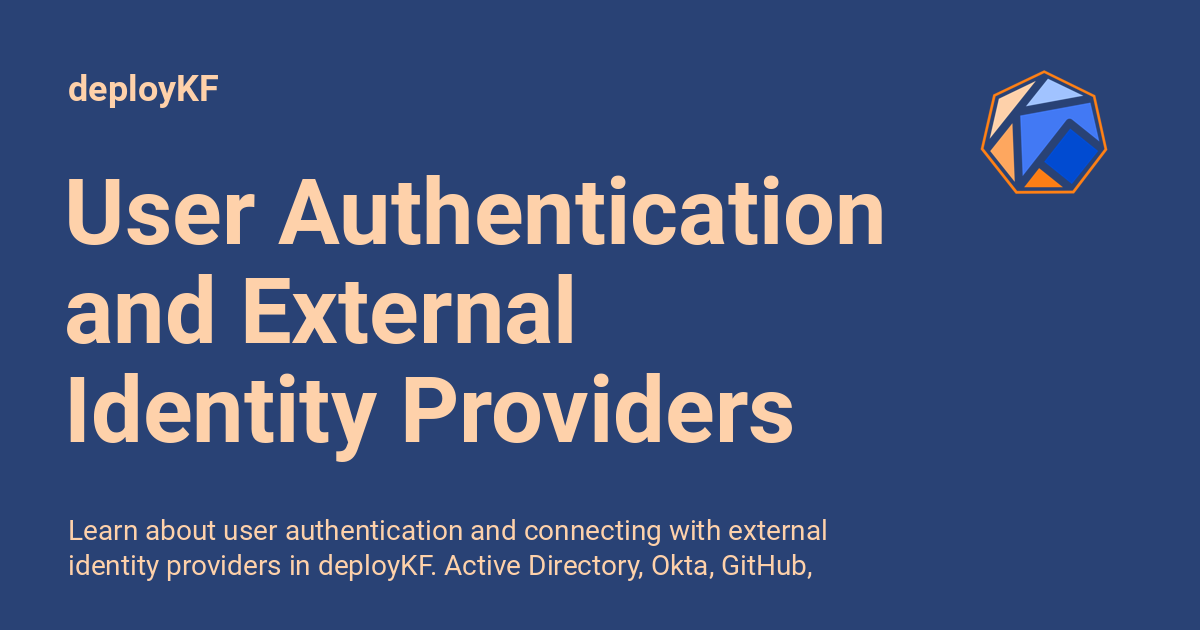 deployKF
User Authentication
and External
Identity Providers
Learn about user authentication and connecting with external
identity providers in deployKF. Active Directory, Okta, GitHub,